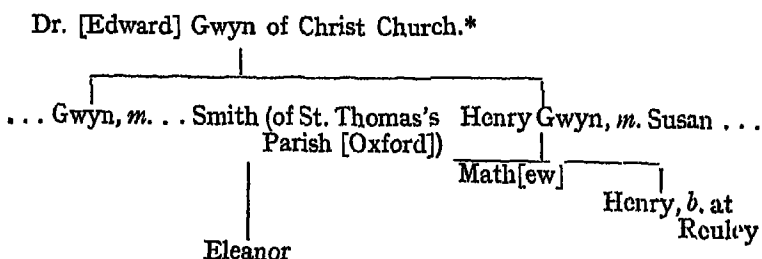 Dr. [Edward] Gwyn of Christ Church.*
... Gwyn, m. . . Smith (of St. Thomas's Henry Gwyn, m. Susan ...
Parish [Oxford])
Math[ew]
Henry, b. at
Rouley
Eleanor